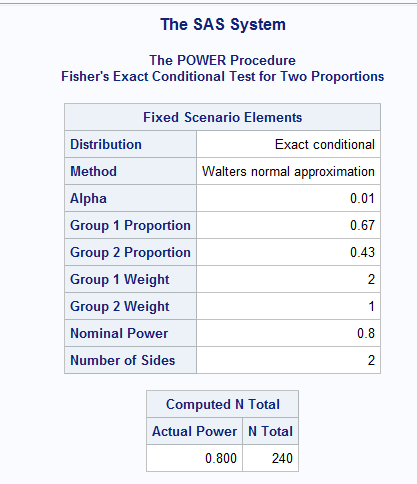 The SAS System
The POWER Procedure
Fisher's Exact Conditional Test for Two Proportions
Fixed Scenario Elements
Distribution Exact conditional
Method Walters normal approximation
Alpha 0.01
Group 1 Proportion 0.67
Group 2 Proportion 0.43
Group 1 Weight 2
Group 2 Weight 1
Nominal Power 0.8
Number of Sides 2
Computed N Total
Actual Power N Total
0.800 240